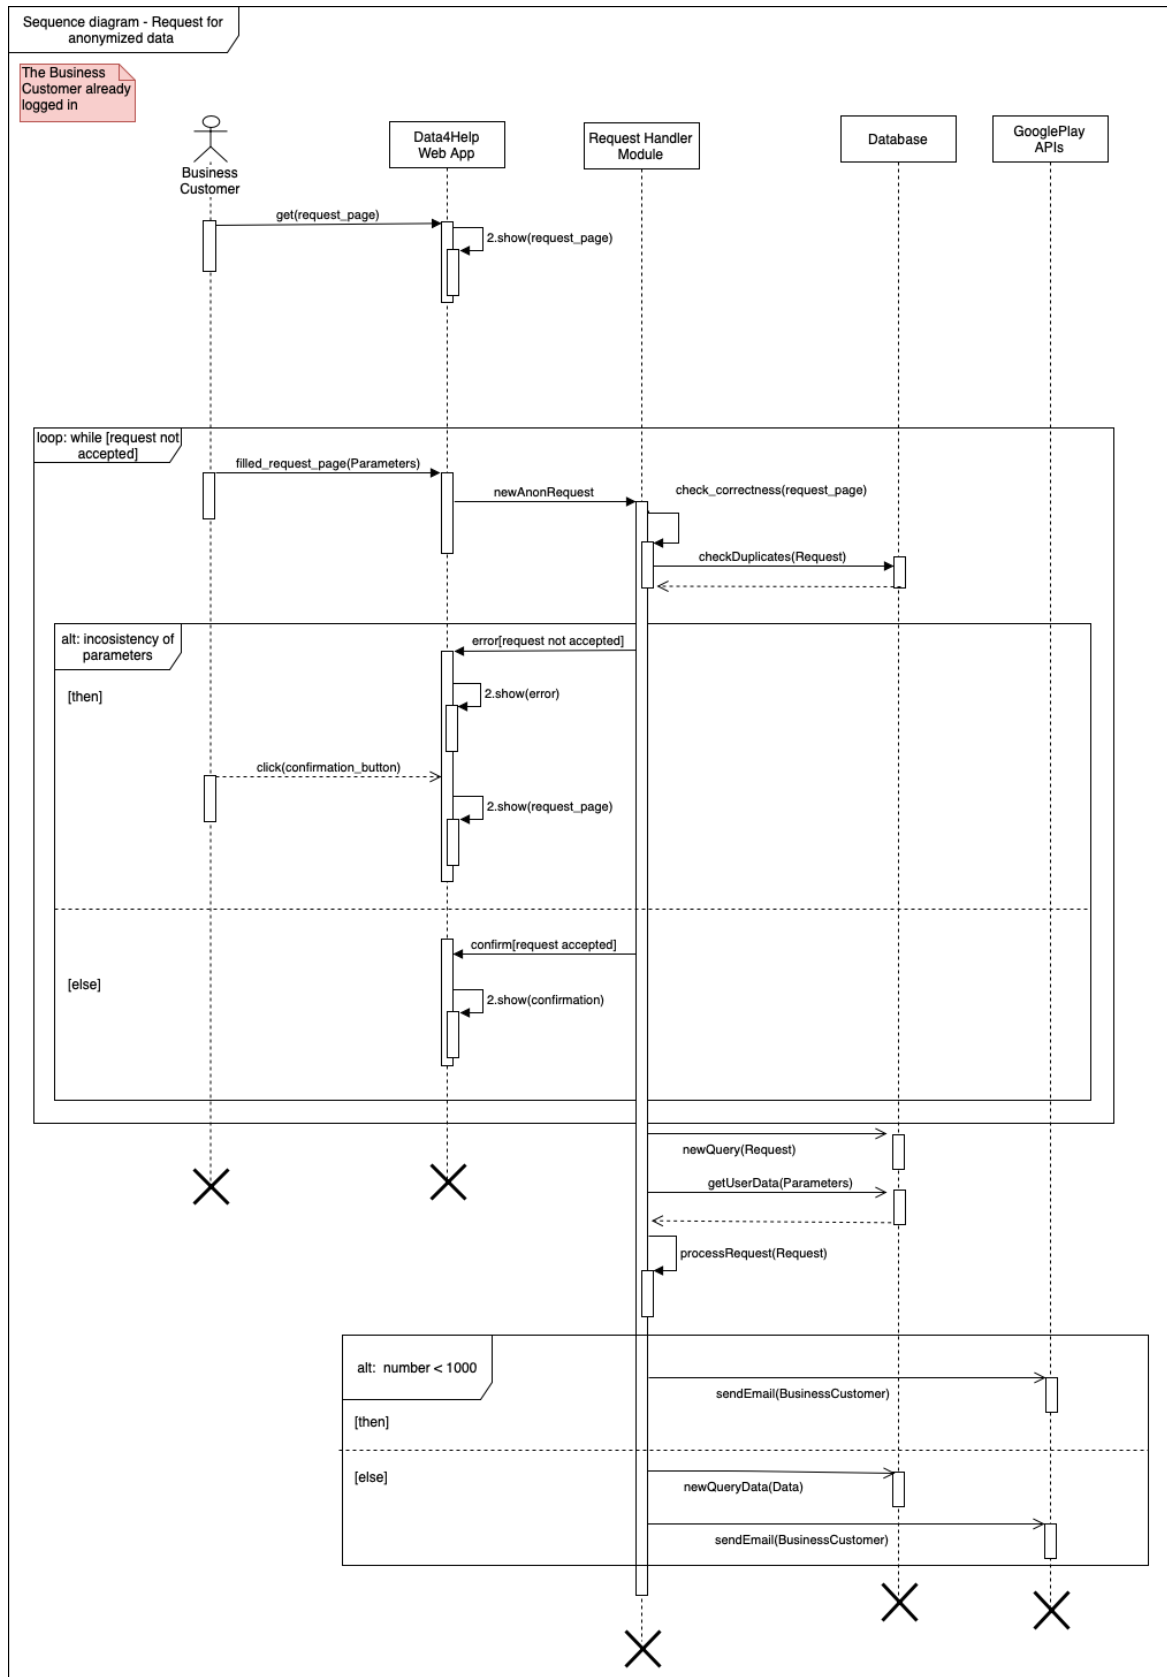 Sequence diagram - Request for
anonymized data
The Business
Customer already
logged in
Business
Customer
Data4Help
Web App
Request Handler
Module
Database
GooglePlay
APIs
get(request_page)
2.show(request_page)
loop: while [request not
accepted]
filled_request_page(Parameters)
newAnonRequest
check_correctness(request_page)
checkDuplicates(Request)
alt: incosistency of
parameters
error[request not accepted]
[then]
2.show(error)
click(confirmation_button)
2.show(request_page)
confirm[request accepted]
[else]
2.show(confirmation)
newQuery(Request)
getUserData(Parameters)
processRequest(Request)
alt:  number < 1000
sendEmail(BusinessCustomer)
[then]
[else]
newQueryData(Data)
sendEmail(BusinessCustomer)